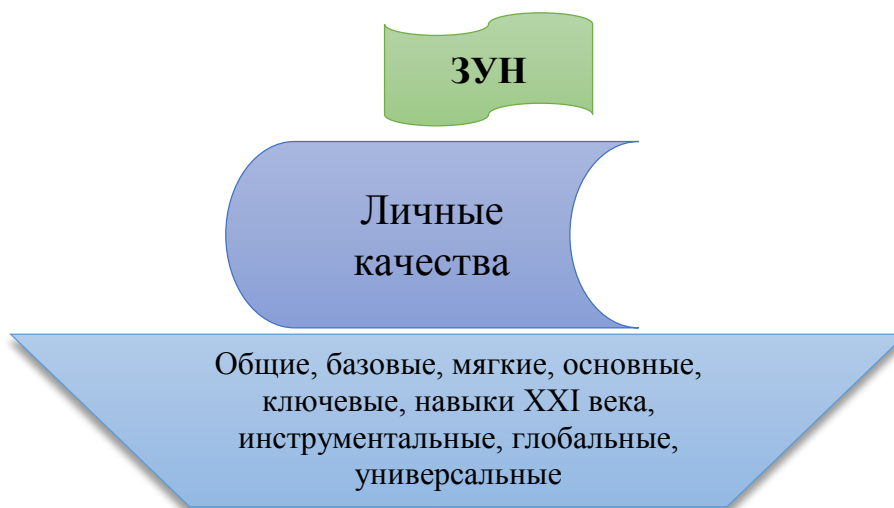 ЗУН
Личные
качества
Общие, базовые, мягкие, основные,
ключевые, навыки XXI века,
инструментальные, глобальные,
универсальные